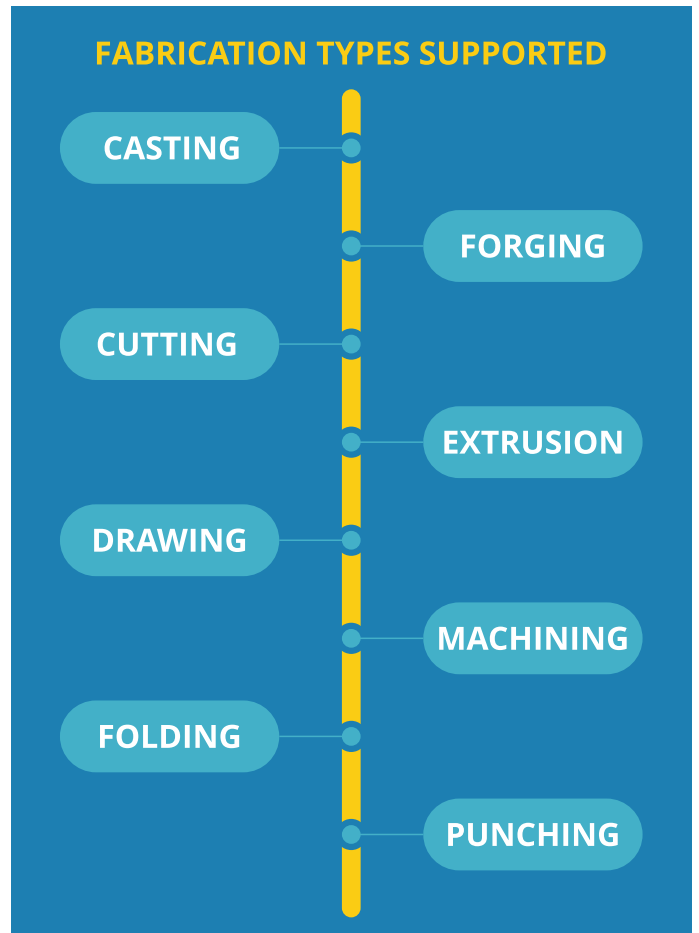 FABRICATION TYPES SUPPORTED
CASTING
FORGING
CUTTING
EXTRUSION
DRAWING
MACHINING
FOLDING
PUNCHING